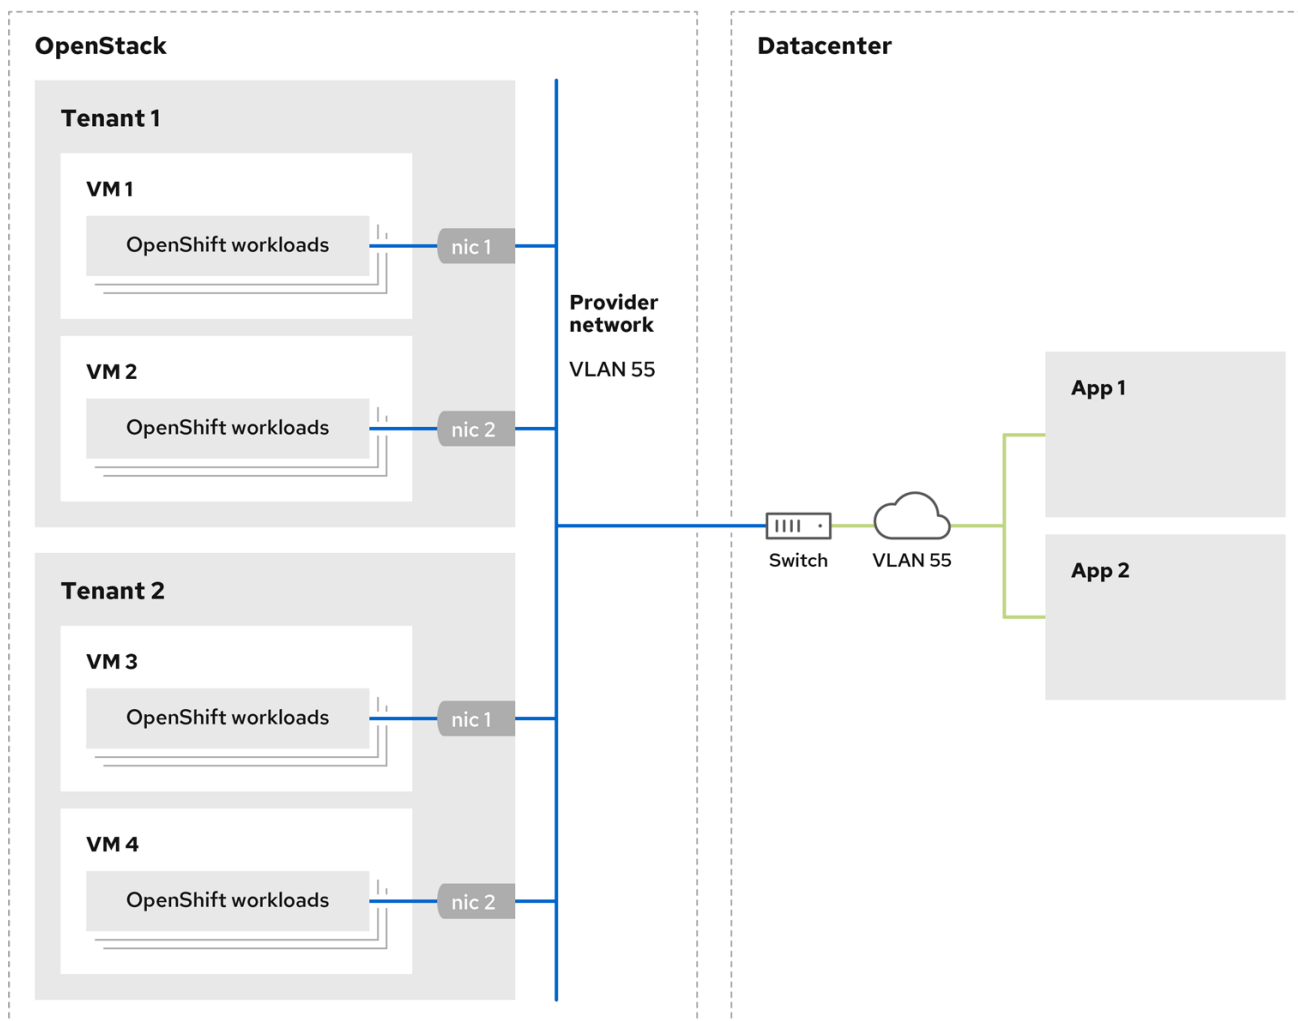 OpenStack
Tenant 1
VM 1
OpenShift workloads
nic 1
VM 2
OpenShift workloads
nic 2
Tenant 2
VM 3
OpenShift workloads
nic 1
VM 4
OpenShift workloads
nic 2
Provider
network
VLAN 55
Datacenter
Switch
VLAN 55
App 1
App 2